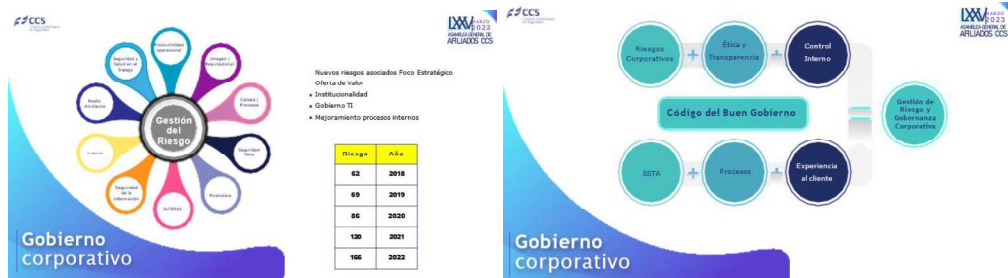 CCS
LXXV MARZO
2023
ASAMBLEA GENERAL DE
AFILIADOS CCS
Productividad
operacional
Seguridad y
Salud en el
Trabajo
Imagen /
Reputacional
Medio
Ambiente
Calidad /
Procesos
Gestión
del
Riesgo
Seguridad
Seguridad
de la
Información
Financiero
Jurídicos
Nuevos riesgos asociados Foco Estratégico
Oferta de Valor
• Institucionalidad
• Gobierno TI
• Mejoramiento procesos internos
Riesgo Año
62 2018
69 2019
86 2020
120 2021
166 2022
Gobierno
corporativo
CCS
LXXV MARZO
2023
ASAMBLEA GENERAL DE
AFILIADOS CCS
Riesgos
Corporativos
+
Ética y
Transparencia
+
Control
Interno
Código del Buen Gobierno
Gestión de
Riesgo y
Gobernanza
Corporativa
SSTA
+
Procesos
+
Experiencia
al cliente
Gobierno
corporativo